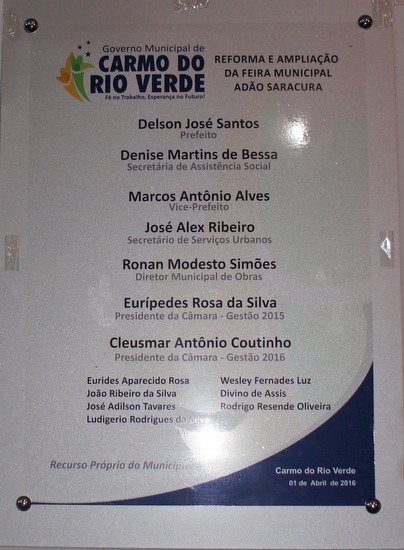 Governo Municipal de
CARMO DO
RIO VERDE
Fé no Trabalho, Esperança no Futuro!
REFORMA E AMPLIAÇÃO
DA FEIRA MUNICIPAL
ADÃO SARACURA
Delson José Santos
Prefeito
Denise Martins de Bessa
Secretária de Assistência Social
Marcos Antônio Alves
Vice-Prefeito
José Alex Ribeiro
Secretário de Serviços Urbanos
Ronan Modesto Simões
Diretor Municipal de Obras
Eurípedes Rosa da Silva
Presidente da Câmara - Gestão 2015
Cleusmar Antônio Coutinho
Presidente da Câmara - Gestão 2016
Eurides Aparecido Rosa
João Ribeiro da Silva
José Adilson Tavares
Ludigerio Rodrigues da Silva
Wesley Fernades Luz
Divino de Assis
Rodrigo Resende Oliveira
Recurso Próprio do Município
Carmo do Rio Verde
01 de Abril de 2016